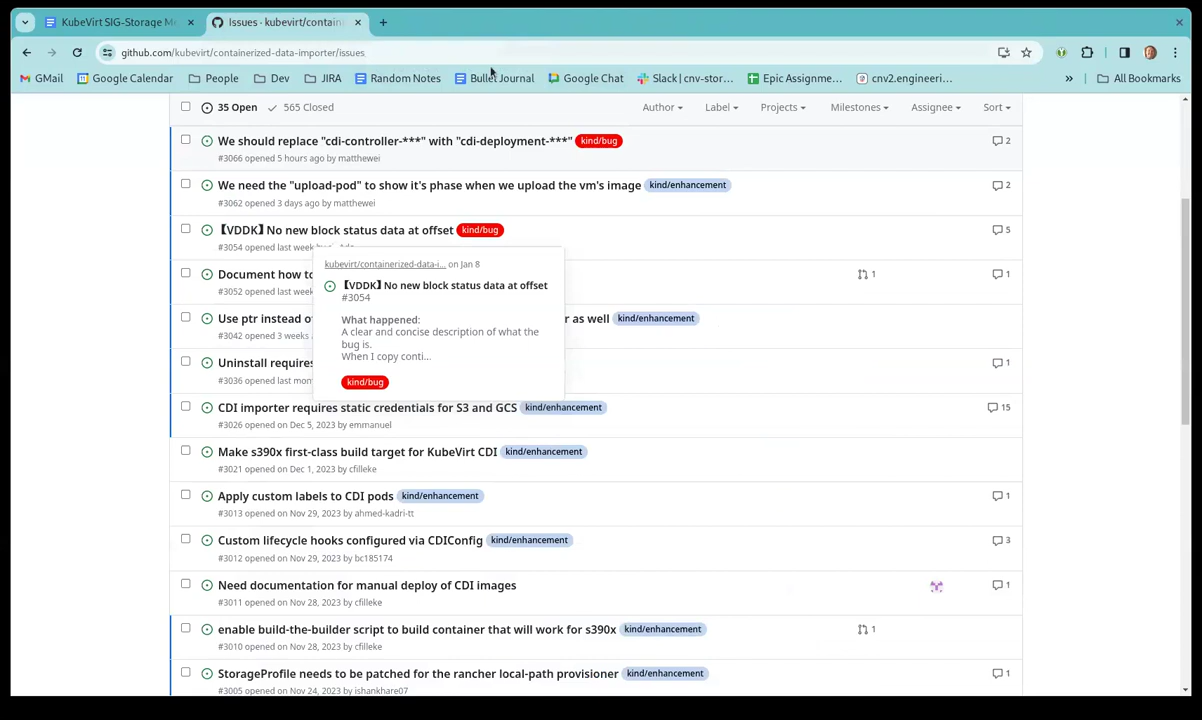 KubeVirt SIG-Storage Me
Issues · kubevirt/contain
github.com/kubevirt/containerized-data-importer/issues
GMail
Google Calendar
People
Dev
JIRA
Random Notes
Bullet Journal
Google Chat
Slack | cnv-stor...
Epic Assignme...
cnv2.engineeri...
»
All Bookmarks
35 Open
565 Closed
Author
Label
Projects
Milestones
Assignee
Sort
We should replace "cdi-controller-***" with "cdi-deployment-***" kind/bug
2
#3066 opened 5 hours ago by matthewei
We need the "upload-pod" to show it's phase when we upload the vm's image kind/enhancement
2
#3062 opened 3 days ago by matthewei
【VDDK】No new block status data at offset kind/bug
5
#3054 opened last week
kubevirt/containerized-data-i... on Jan 8
【VDDK】No new block status data at offset
#3054
What happened:
A clear and concise description of what the
bug is.
When I copy conti...
kind/bug
Document how to
1
1
#3052 opened last week
Use ptr instead o
r as well kind/enhancement
#3042 opened 3 weeks
Uninstall requires
1
#3036 opened last mon
CDI importer requires static credentials for S3 and GCS kind/enhancement
15
#3026 opened on Dec 5, 2023 by emmanuel
Make s390x first-class build target for KubeVirt CDI kind/enhancement
#3021 opened on Dec 1, 2023 by cfilleke
Apply custom labels to CDI pods kind/enhancement
1
#3013 opened on Nov 29, 2023 by ahmed-kadri-tt
Custom lifecycle hooks configured via CDIConfig kind/enhancement
3
#3012 opened on Nov 29, 2023 by bc185174
Need documentation for manual deploy of CDI images
1
#3011 opened on Nov 28, 2023 by cfilleke
enable build-the-builder script to build container that will work for s390x kind/enhancement
1
#3010 opened on Nov 28, 2023 by cfilleke
StorageProfile needs to be patched for the rancher local-path provisioner kind/enhancement
1
#3005 opened on Nov 24, 2023 by ishankhare07